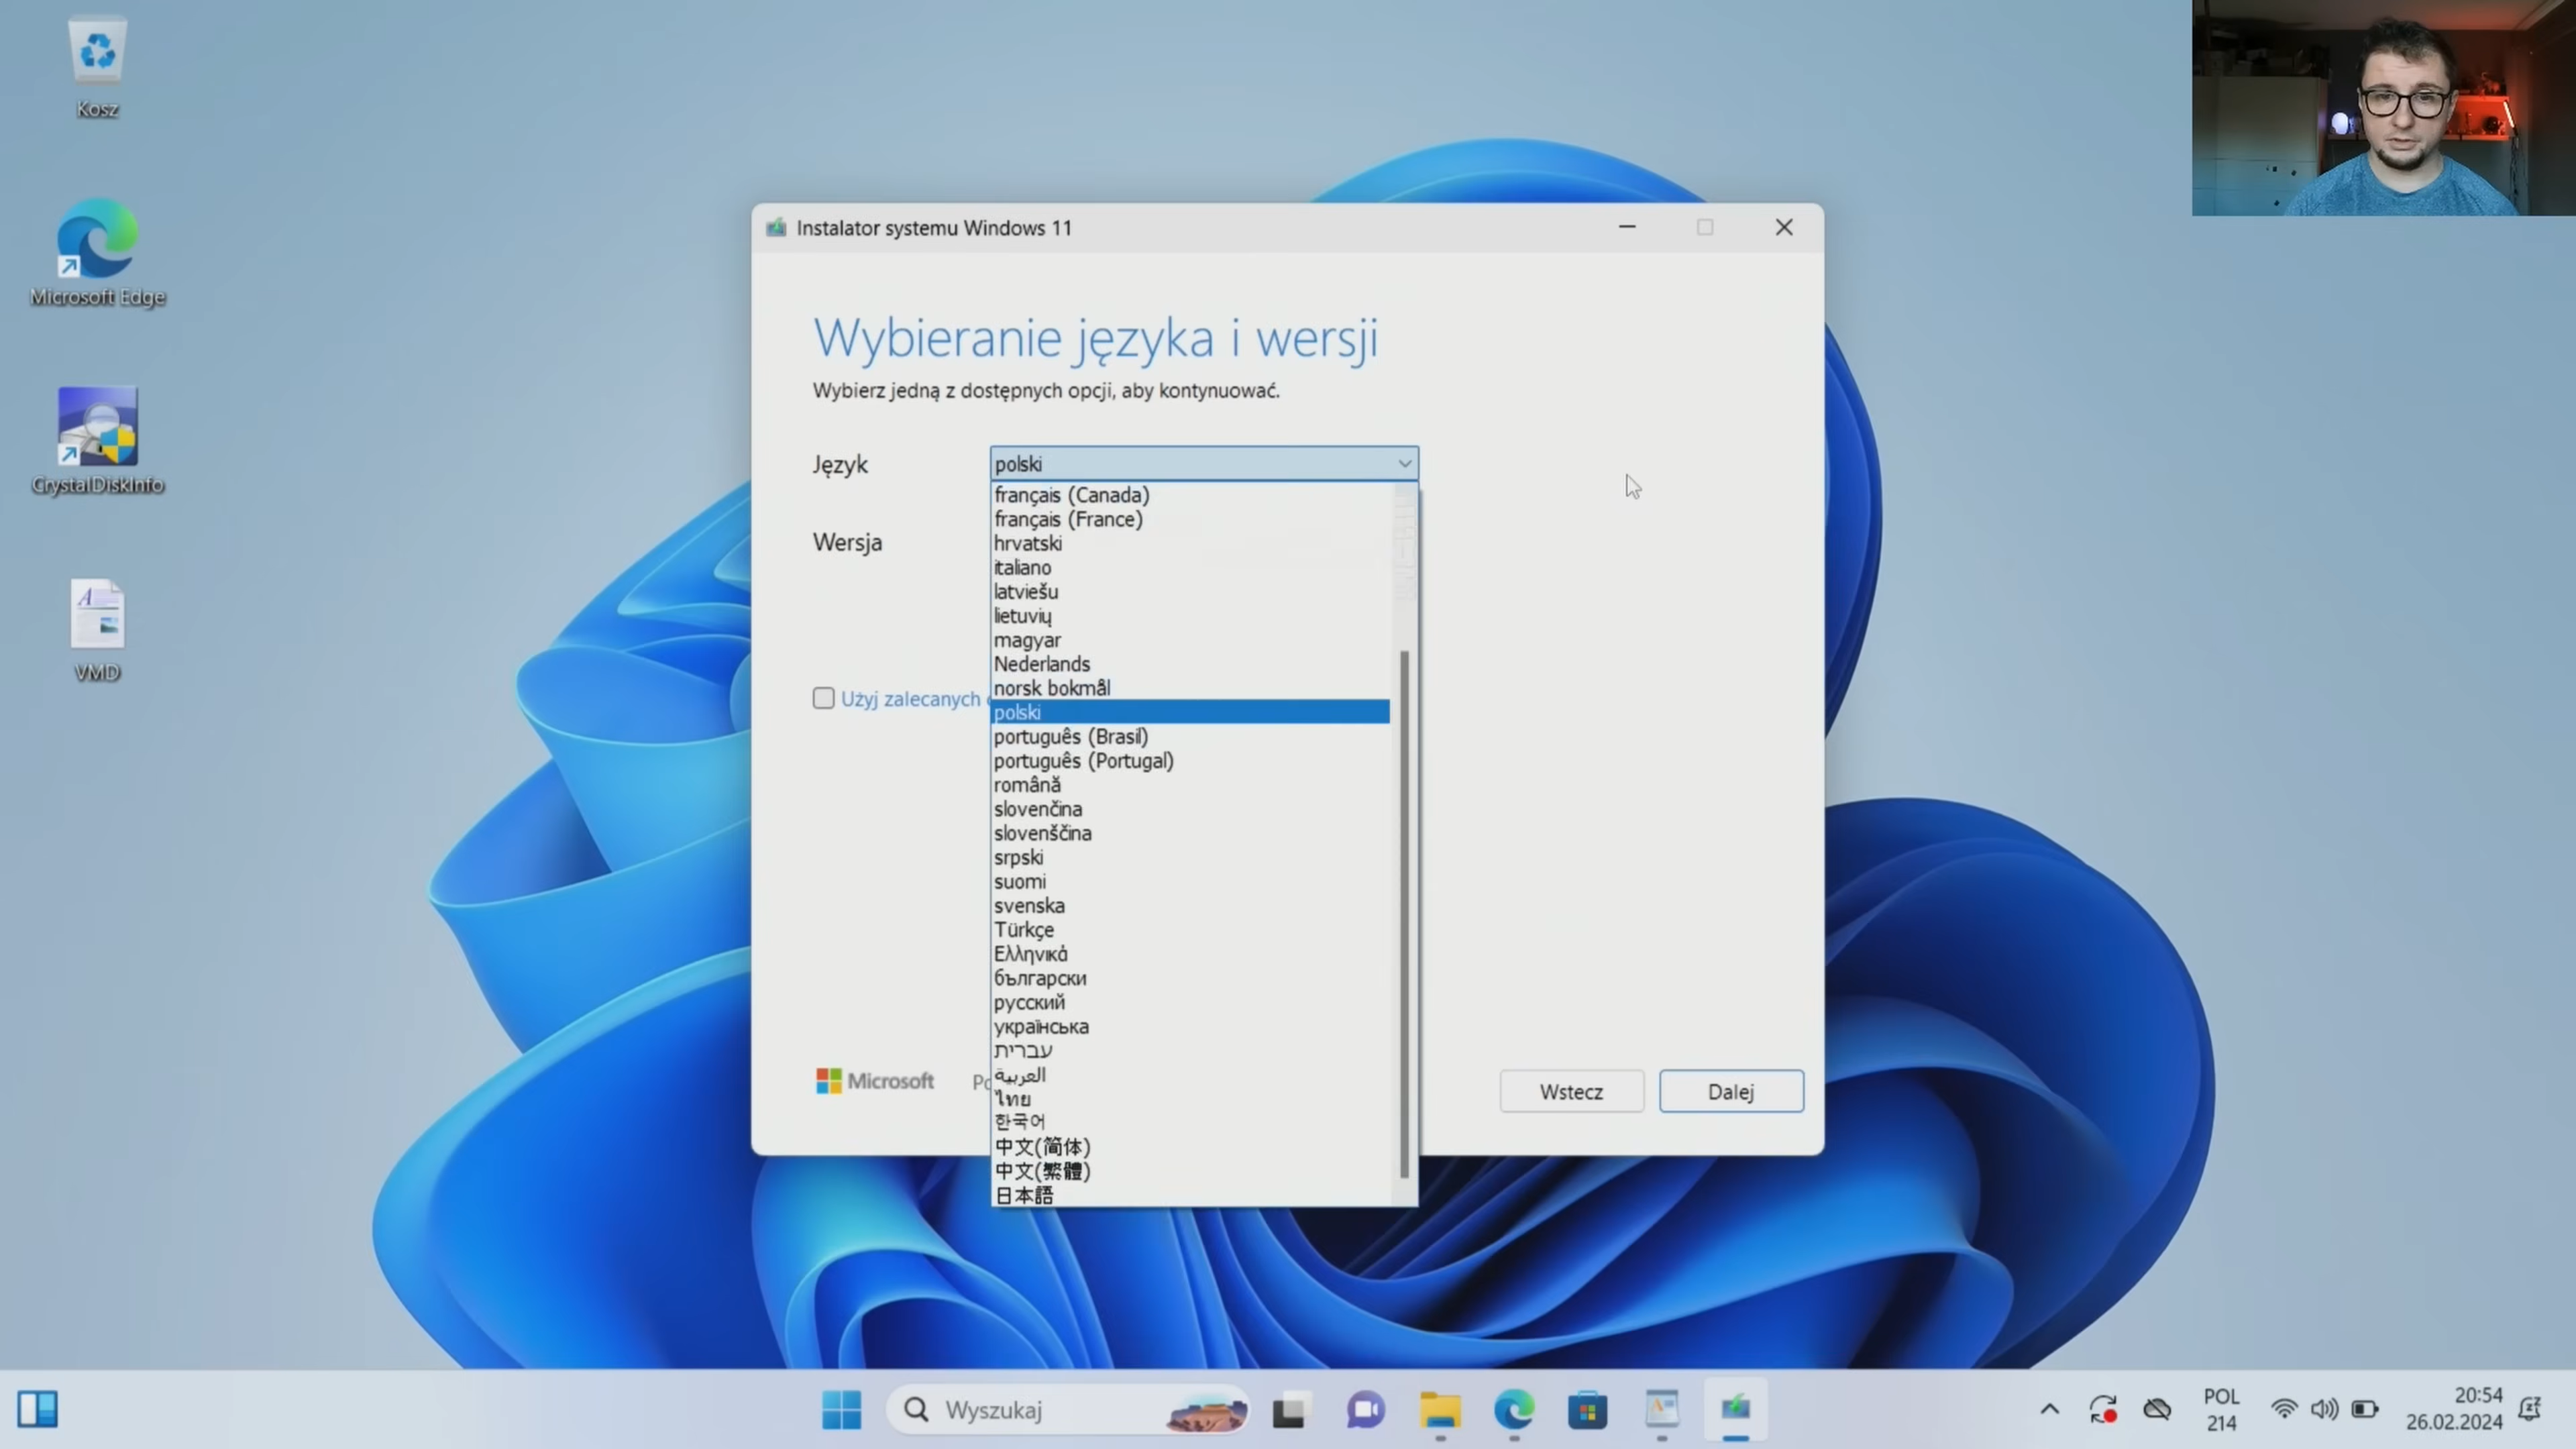 Kosz
Microsoft Edge
CrystalDiskInfo
VMD
Instalator systemu Windows 11
Wybieranie języka i wersji
Wybierz jedną z dostępnych opcji, aby kontynuować.
Język
polski
français (Canada)
français (France)
hrvatski
italiano
latviešu
lietuvių
magyar
Nederlands
norsk bokmål
polski
português (Brasil)
português (Portugal)
română
slovenčina
slovenščina
srpski
suomi
svenska
Türkçe
Ελληνικά
български
русский
українська
עברית
العربية
ไทย
한국어
中文(简体)
中文(繁體)
日本語
Wersja
Użyj zalecanych
Microsoft
Wstecz
Dalej
Wyszukaj
POL
214
20:54
26.02.2024